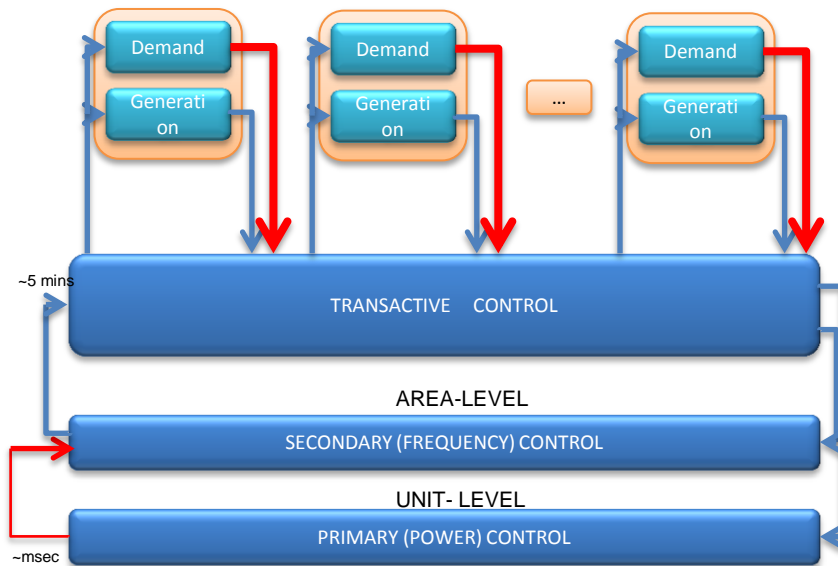 Demand
Generati
on
Demand
Generati
on
...
Demand
Generati
on
~5 mins
TRANSACTIVE CONTROL
AREA-LEVEL
SECONDARY (FREQUENCY) CONTROL
UNIT- LEVEL
PRIMARY (POWER) CONTROL
~msec